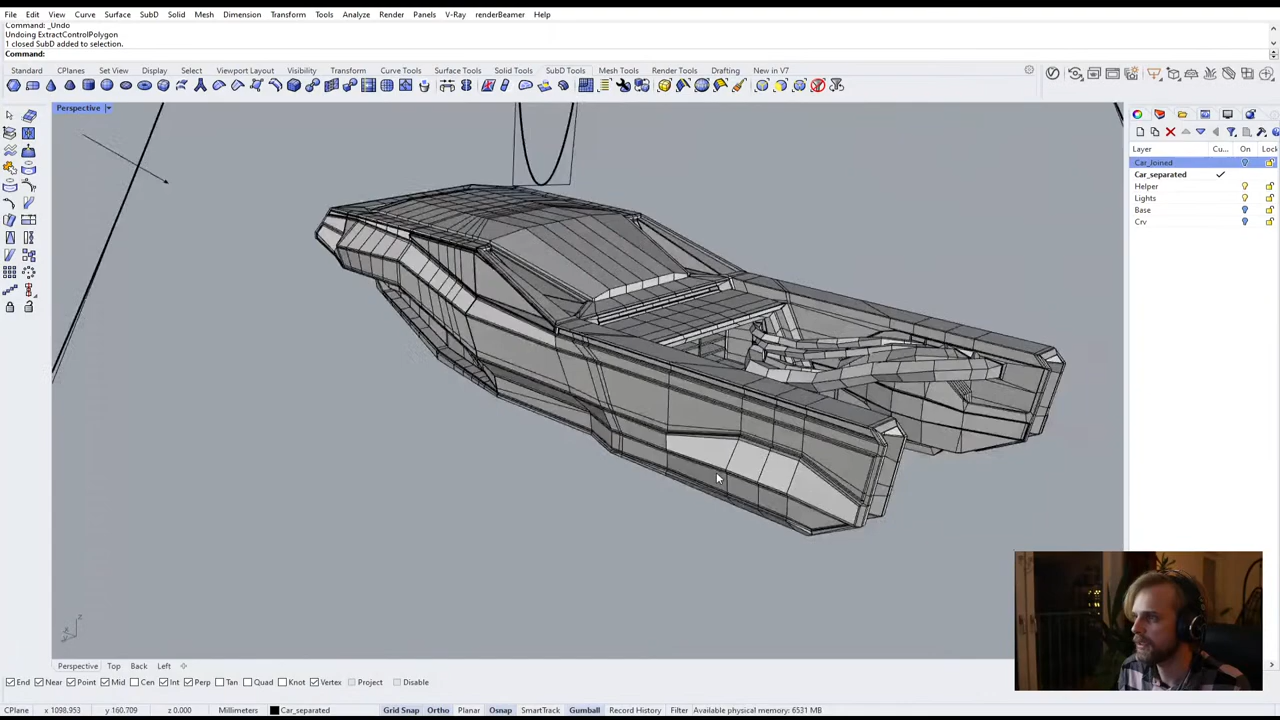 File Edit View Curve Surface SubD Solid Mesh Dimension Transform Tools Analyze Render Panels V-Ray renderBeamer Help
Command: _Undo
Undoing ExtractControlPolygon
1 closed SubD added to selection.
Command:
Standard CPlanes Set View Display Select Viewport Layout Visibility Transform Curve Tools Surface Tools Solid Tools SubD Tools Mesh Tools Render Tools Drafting New in V7
Perspective
Layer Cu... On Lock
Car_Joined
Car_separated
Helper
Lights
Base
Crv
z
Perspective Top Back Left
End Near Point Mid Cen Int Perp Tan Quad Knot Vertex Project Disable
CPlane x 1098.953 y 160.709 z 0.000 Millimeters Car_separated Grid Snap Ortho Planar Osnap SmartTrack Gumball Record History Filter Available physical memory: 6531 MB